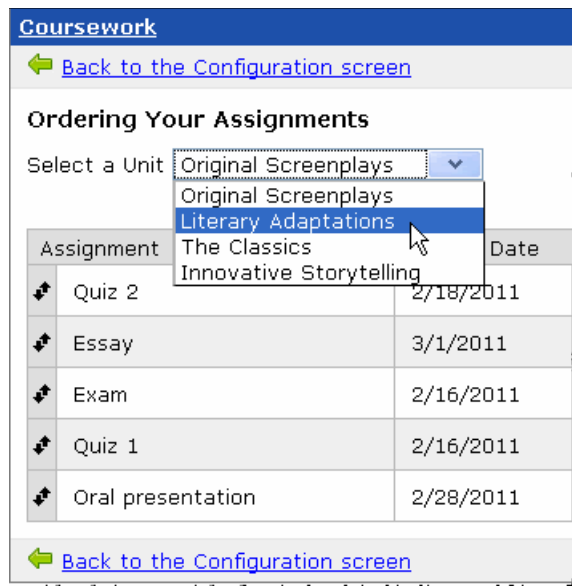 Coursework
Back to the Configuration screen
Ordering Your Assignments
Select a Unit Original Screenplays
Original Screenplays
Literary Adaptations
The Classics
Innovative Storytelling
Assignment Date
Quiz 2 2/18/2011
Essay 3/1/2011
Exam 2/16/2011
Quiz 1 2/16/2011
Oral presentation 2/28/2011
Back to the Configuration screen